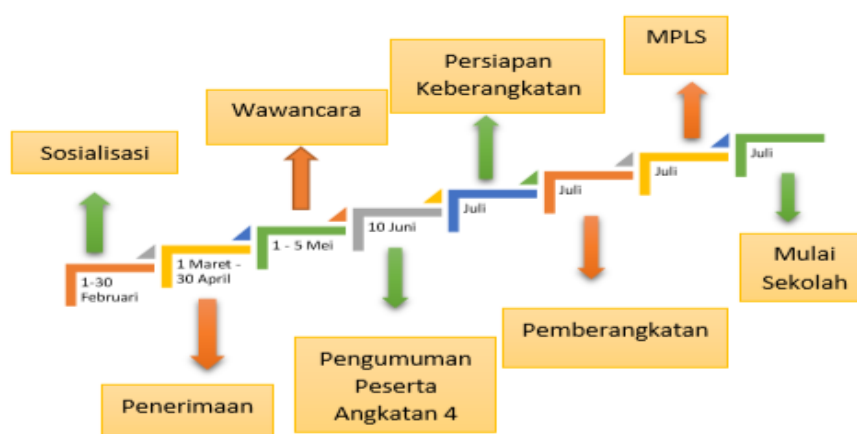 Sosialisasi
1-30
Februari
1 Maret -
30 April
Penerimaan
Wawancara
1 - 5 Mei
10 Juni
Pengumuman
Peserta
Angkatan 4
Persiapan
Keberangkatan
Juli
Juli
Pemberangkatan
MPLS
Juli
Juli
Mulai
Sekolah